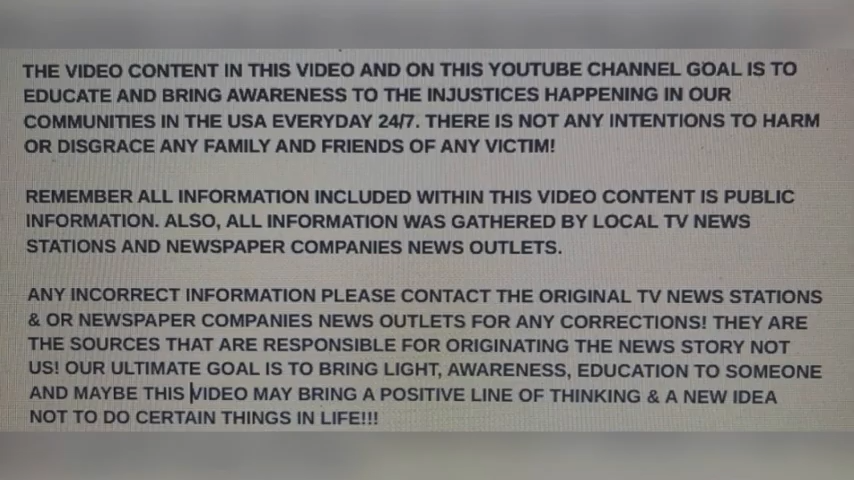 THE VIDEO CONTENT IN THIS VIDEO AND ON THIS YOUTUBE CHANNEL GOAL IS TO
EDUCATE AND BRING AWARENESS TO THE INJUSTICES HAPPENING IN OUR
COMMUNITIES IN THE USA EVERYDAY 24/7. THERE IS NOT ANY INTENTIONS TO HARM
OR DISGRACE ANY FAMILY AND FRIENDS OF ANY VICTIM!
REMEMBER ALL INFORMATION INCLUDED WITHIN THIS VIDEO CONTENT IS PUBLIC
INFORMATION. ALSO, ALL INFORMATION WAS GATHERED BY LOCAL TV NEWS
STATIONS AND NEWSPAPER COMPANIES NEWS OUTLETS.
ANY INCORRECT INFORMATION PLEASE CONTACT THE ORIGINAL TV NEWS STATIONS
& OR NEWSPAPER COMPANIES NEWS OUTLETS FOR ANY CORRECTIONS! THEY ARE
THE SOURCES THAT ARE RESPONSIBLE FOR ORIGINATING THE NEWS STORY NOT
US! OUR ULTIMATE GOAL IS TO BRING LIGHT, AWARENESS, EDUCATION TO SOMEONE
AND MAYBE THIS VIDEO MAY BRING A POSITIVE LINE OF THINKING & A NEW IDEA
NOT TO DO CERTAIN THINGS IN LIFE!!!